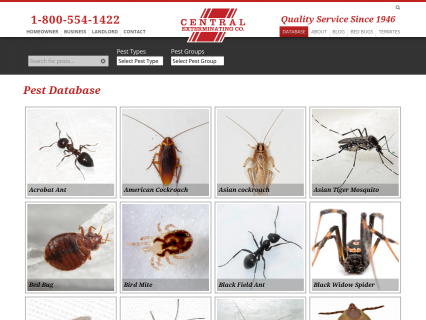 1-800-554-1422
CENTRAL
EXTERMINATING CO.
Quality Service Since 1946
HOMEOWNER BUSINESS LANDLORD CONTACT
DATABASE ABOUT BLOG BED BUGS TERMITES
Pest Types Pest Groups
Search for posts... Select Pest Type Select Pest Group
Pest Database
Acrobat Ant American Cockroach Asian cockroach Asian Tiger Mosquito
Bed Bug Bird Mite Black Field Ant Black Widow Spider